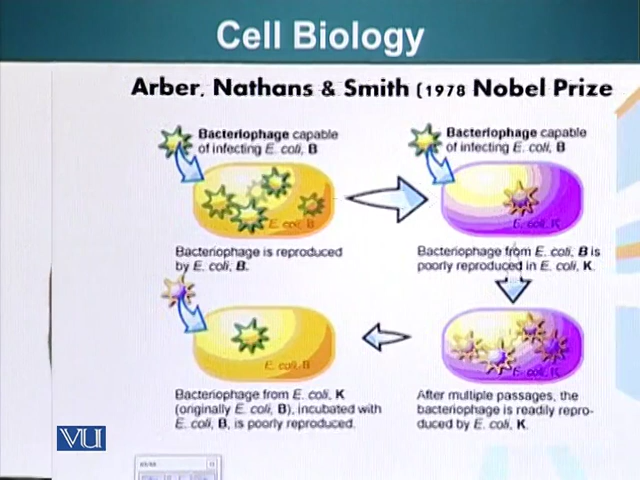 Cell Biology
Arber, Nathans & Smith (1978 Nobel Prize
Bacteriophage capable
of infecting E. coli, B
E. coli, B
Bacteriophage is reproduced
by E. coli, B.
Bacteriophage capable
of infecting E. coli, B
E. coli, K
Bacteriophage from E. coli, B is
poorly reproduced in E. coli, K.
E. coli, B
Bacteriophage from E. coli, K
(originally E. coli, B), incubated with
E. coli, B, is poorly reproduced.
E. coli, K
After multiple passages, the
bacteriophage is readily repro-
duced by E. coli, K.
VU